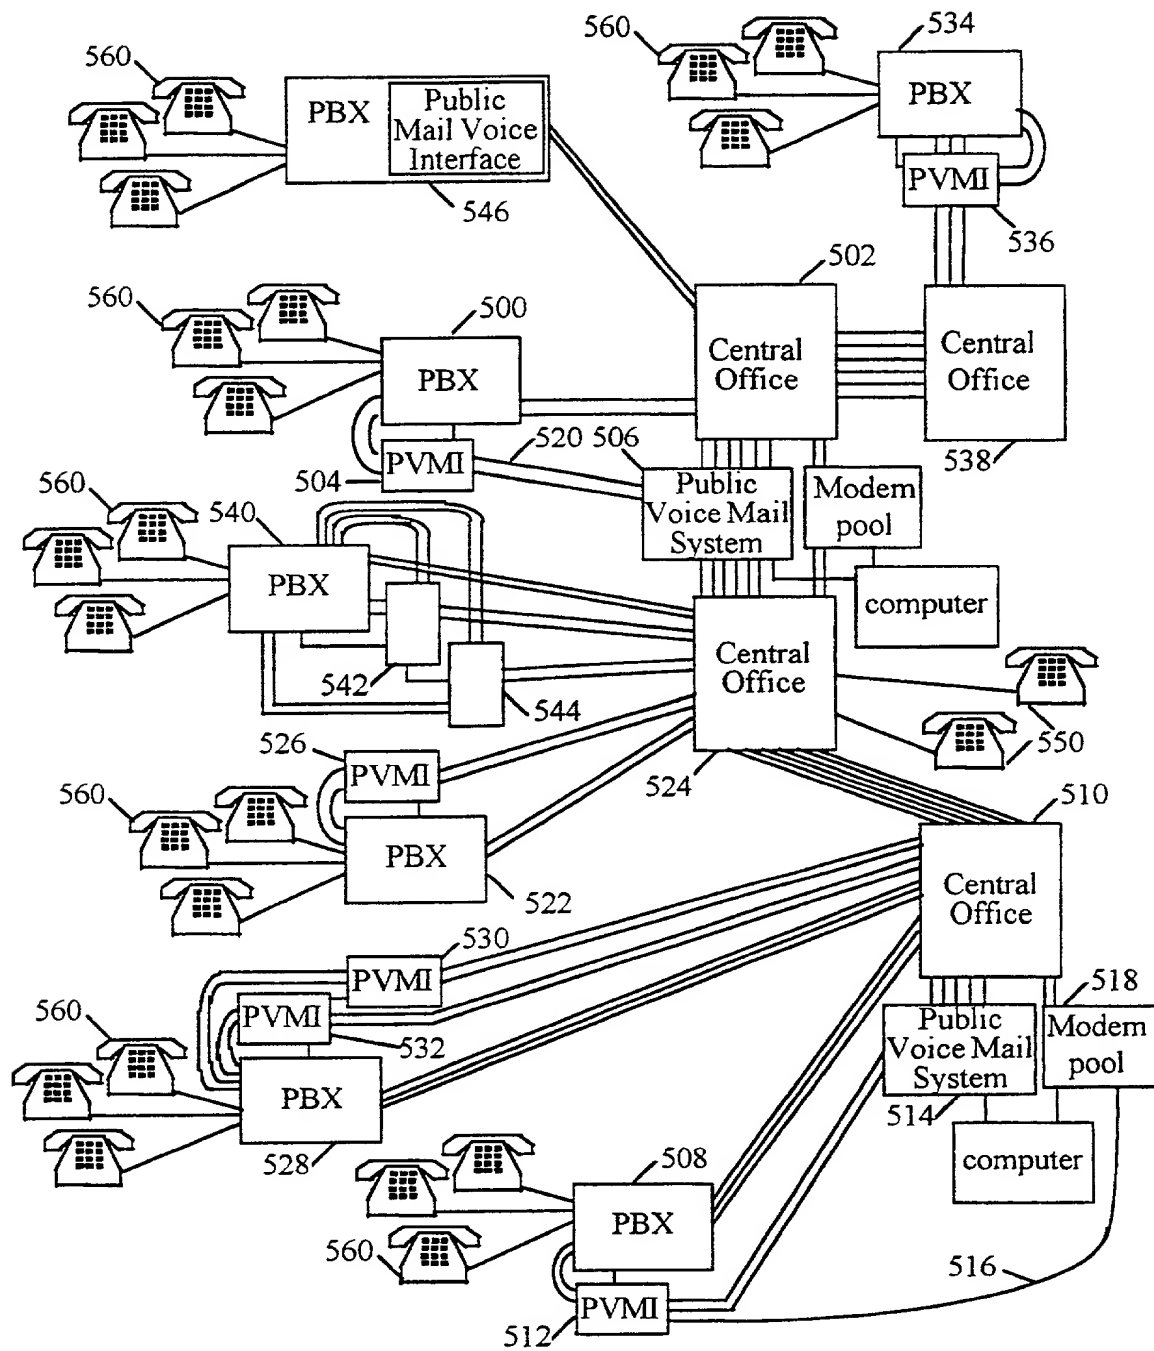 560
534
560
PBX
Public
Mail Voice
Interface
PBX
PVMI
546
536
502
560
500
Central
Office
Central
Office
PBX
520
506
538
504
PVMI
Public
Voice Mail
System
Modem
pool
560
540
PBX
computer
542
544
Central
Office
550
526
PVMI
524
510
560
PBX
522
Central
Office
530
PVMI
518
560
PVMI
532
Public
Voice Mail
System
Modem
pool
PBX
514
528
508
computer
PBX
560
516
PVMI
512